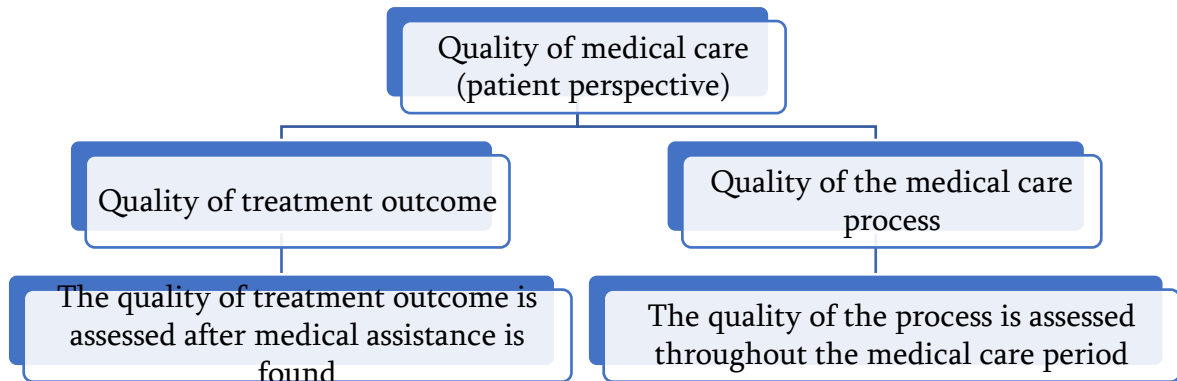 Quality of medical care
(patient perspective)
Quality of treatment outcome
Quality of the medical care
process
The quality of treatment outcome is
assessed after medical assistance is
found
The quality of the process is assessed
throughout the medical care period